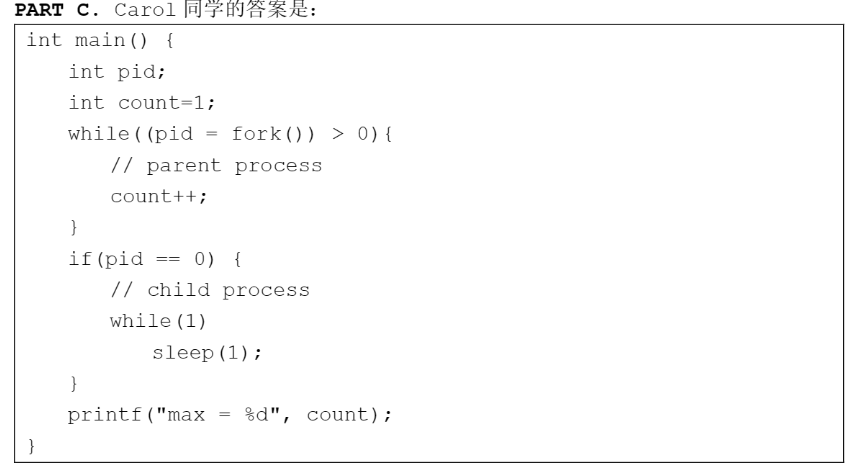 PART C. Carol 同学的答案是:
int main() {
    int pid;
    int count=1;
    while((pid = fork()) > 0){
        // parent process
        count++;
    }
    if(pid == 0) {
        // child process
        while(1)
            sleep(1);
    }
    printf("max = %d", count);
}